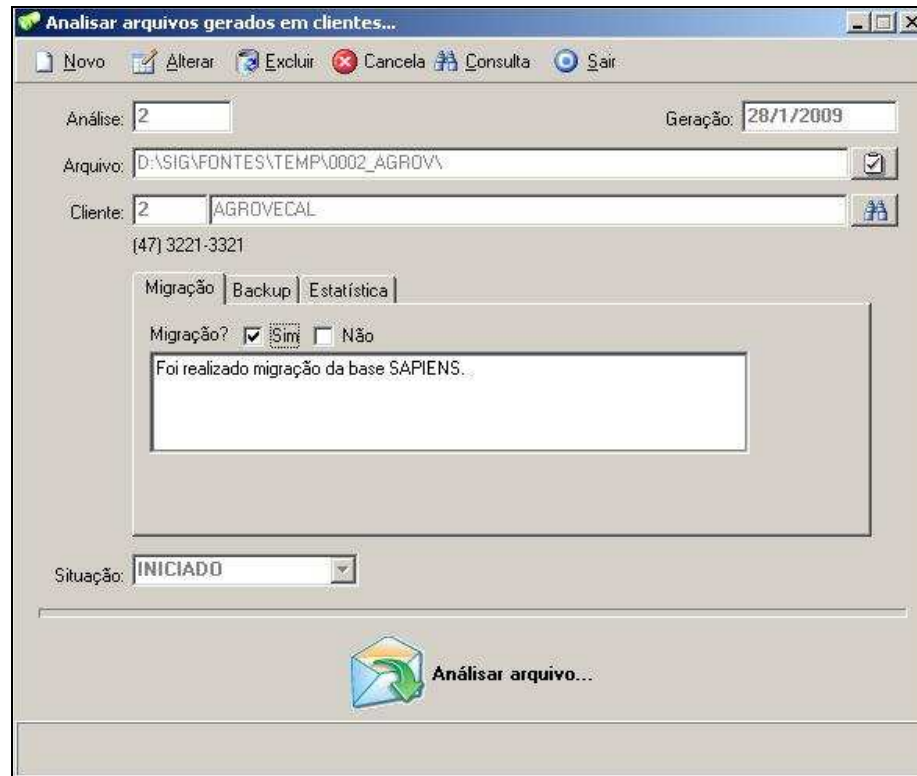 Analisar arquivos gerados em clientes...
Novo Alterar Excluir Cancela Consulta Sair
Análise: 2 Geração: 28/1/2009
Arquivo: D:\SIG\FONTES\TEMP\0002_AGROV\
Cliente: 2 AGROVECAL
(47) 3221-3321
Migração Backup Estatística
Migração? Sim Não
Foi realizado migração da base SAPIENS.
Situação: INICIADO
Análisar arquivo...